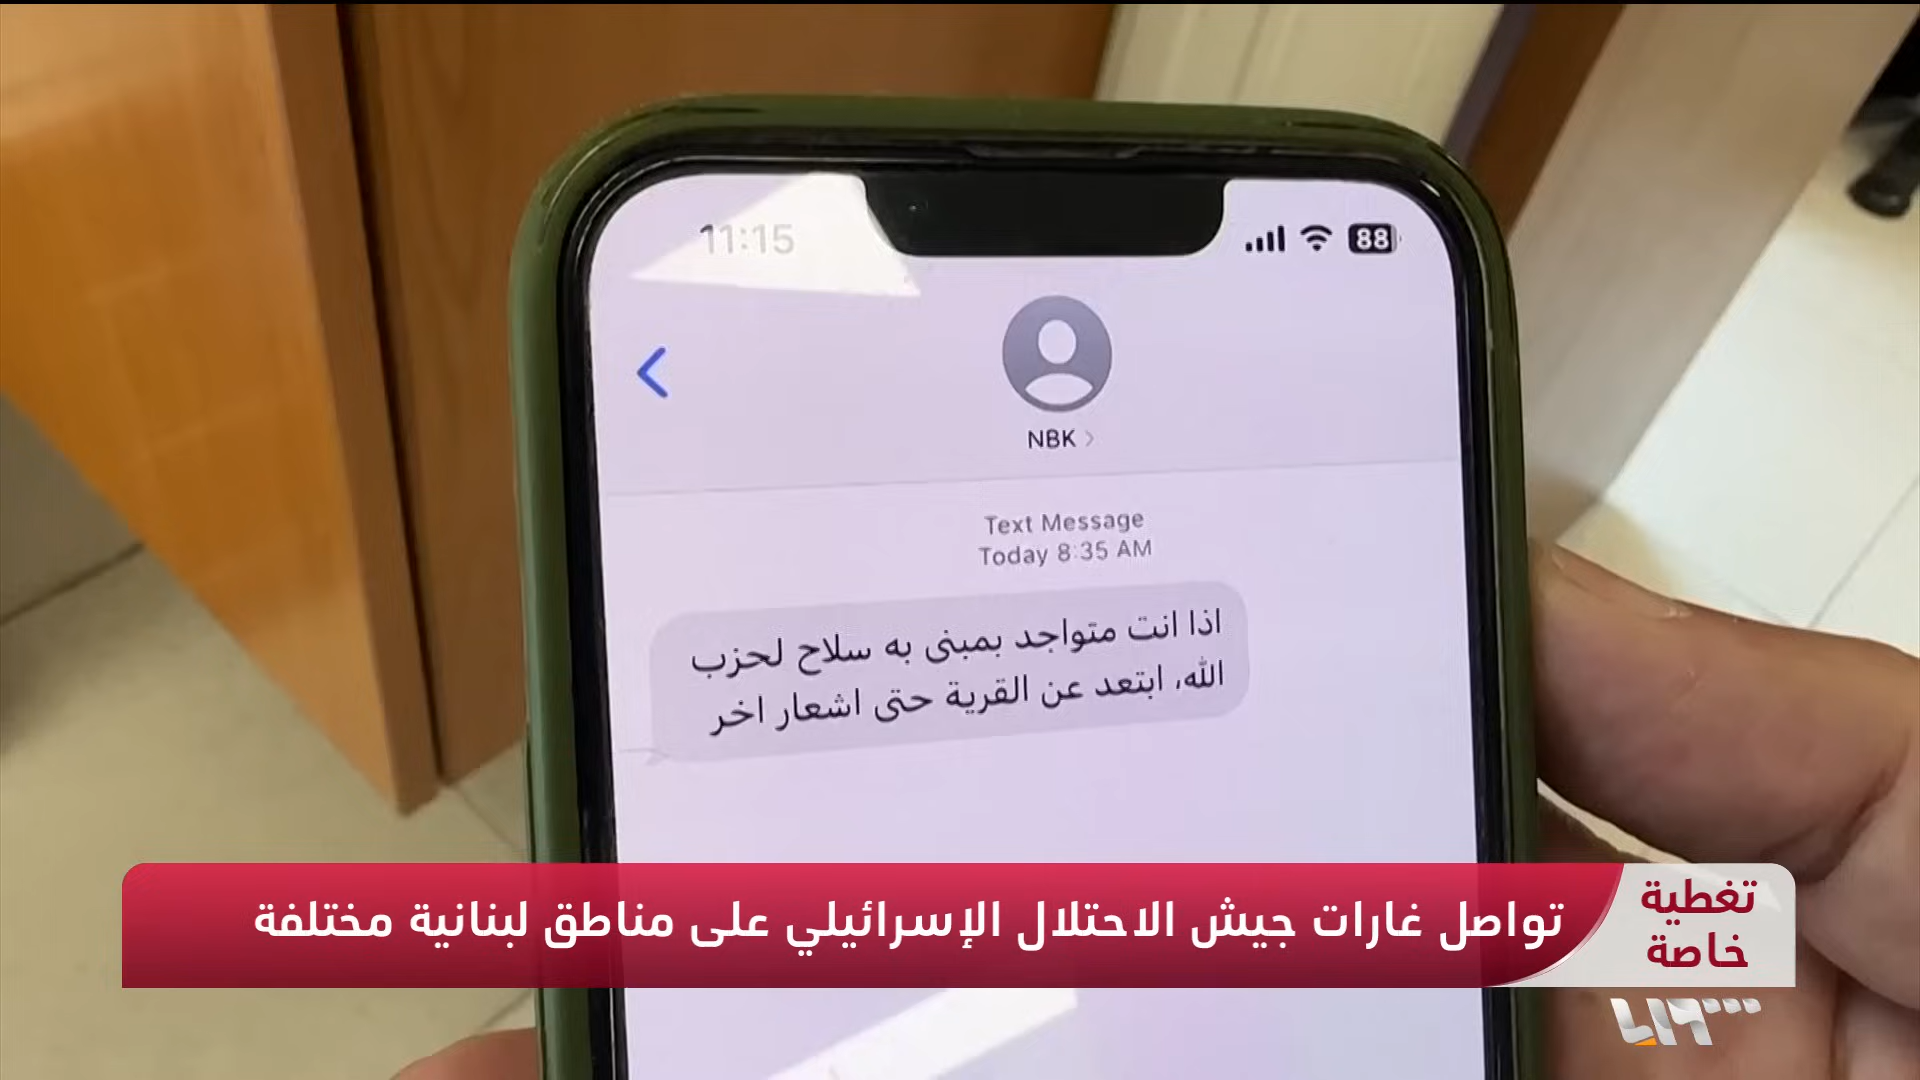 11:15
88
NBK
Text Message
Today 8:35 AM
اذا انت متواجد بمبنى به سلاح لحزب
الله، ابتعد عن القرية حتى اشعار اخر
تغطية
خاصة
تواصل غارات جيش الاحتلال الإسرائيلي على مناطق لبنانية مختلفة
سوريا